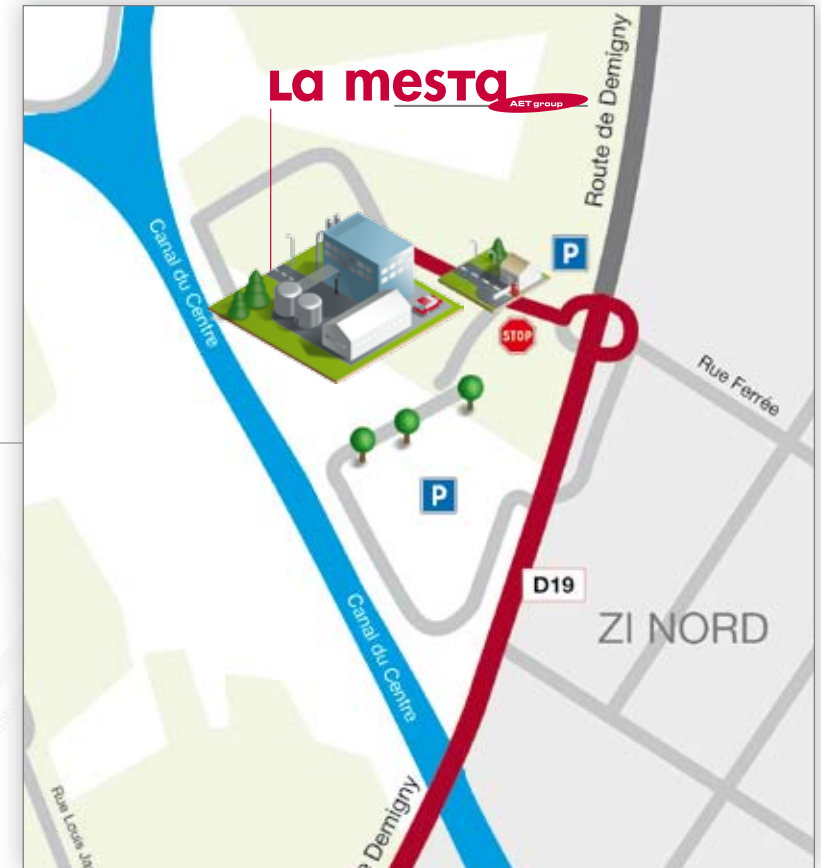 La mesta
AET group
Route de Demigny
Canal du Centre
P
STOP
Rue Ferrée
P
D19
ZI NORD
Canal du Centre
Demigny
Rue Louis